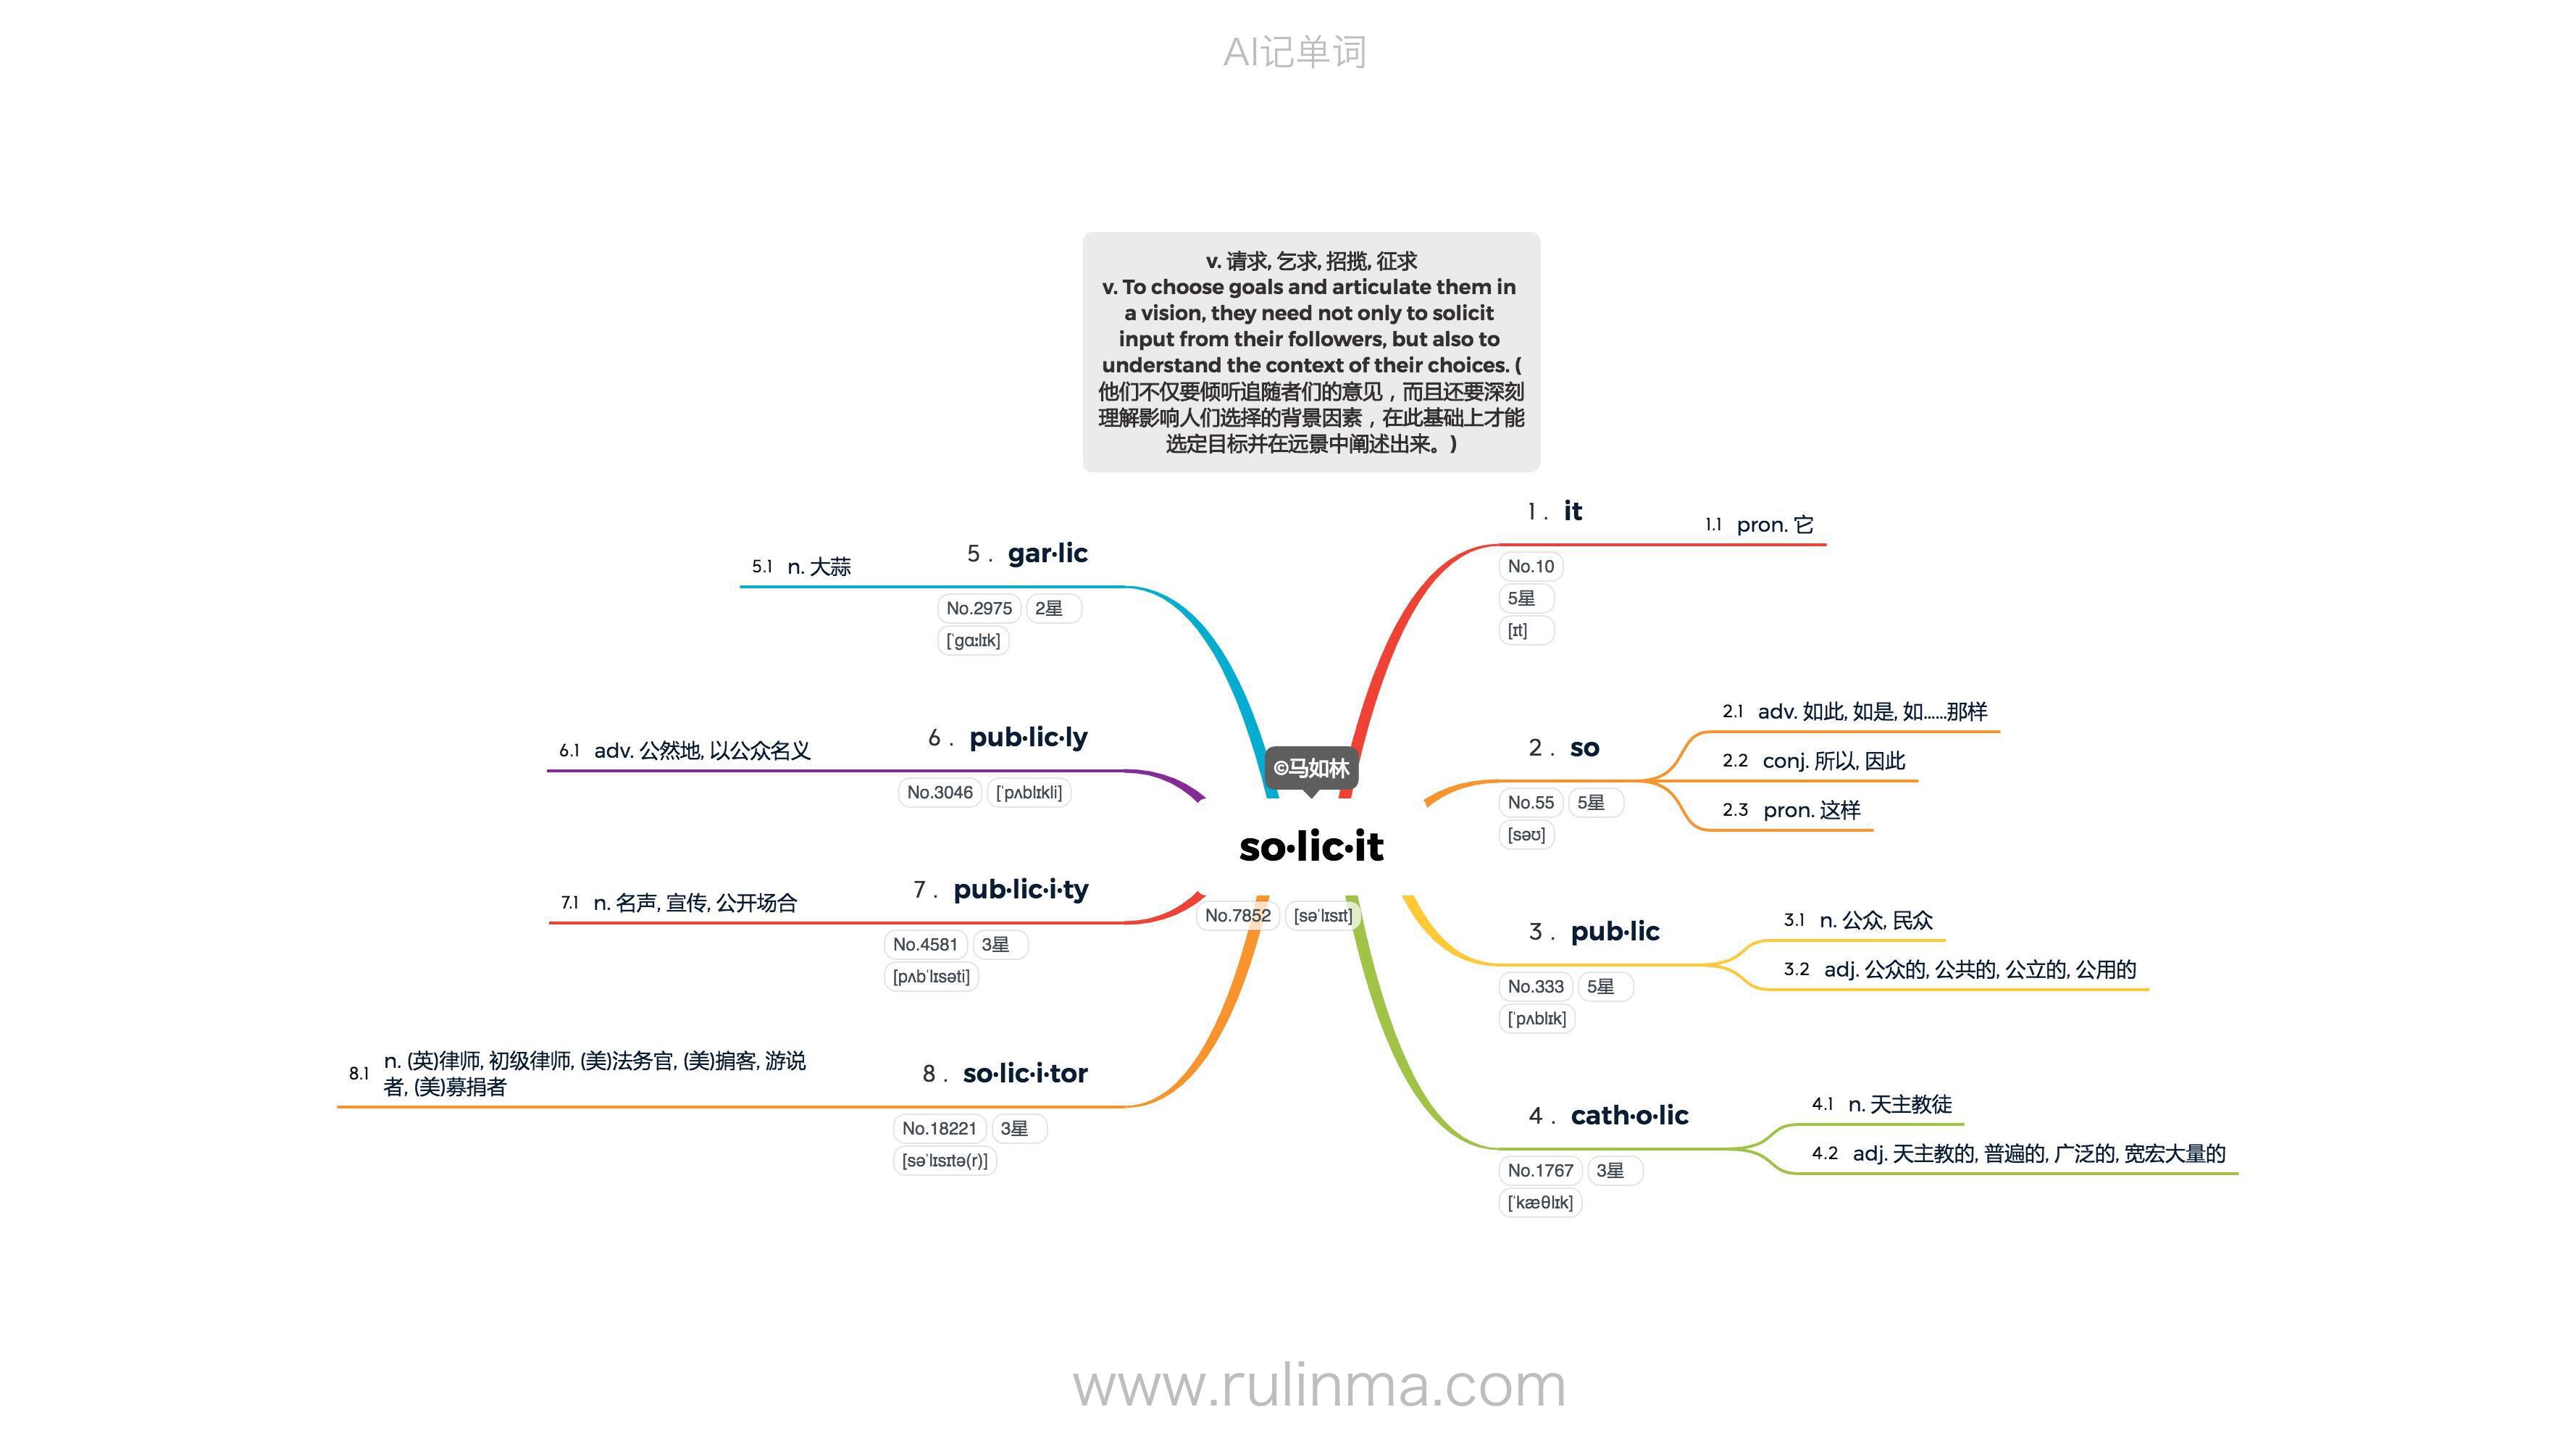 AI记单词
v. 请求, 乞求, 招揽, 征求
v. To choose goals and articulate them in
a vision, they need not only to solicit
input from their followers, but also to
understand the context of their choices. (
他们不仅要倾听追随者们的意见，而且还要深刻
理解影响人们选择的背景因素，在此基础上才能
选定目标并在远景中阐述出来。)
©马如林
so·lic·it
No.7852 [səˈlɪsɪt]
1 . it
1.1 pron. 它
No.10
5星
[ɪt]
2 . so
2.1 adv. 如此, 如是, 如......那样
2.2 conj. 所以, 因此
2.3 pron. 这样
No.55 5星
[səʊ]
3 . pub·lic
3.1 n. 公众, 民众
3.2 adj. 公众的, 公共的, 公立的, 公用的
No.333 5星
[ˈpʌblɪk]
4 . cath·o·lic
4.1 n. 天主教徒
4.2 adj. 天主教的, 普遍的, 广泛的, 宽宏大量的
No.1767 3星
[ˈkæθlɪk]
5 . gar·lic
5.1 n. 大蒜
No.2975 2星
[ˈɡɑːlɪk]
6 . pub·lic·ly
6.1 adv. 公然地, 以公众名义
No.3046 [ˈpʌblɪkli]
7 . pub·lic·i·ty
7.1 n. 名声, 宣传, 公开场合
No.4581 3星
[pʌbˈlɪsəti]
8 . so·lic·i·tor
8.1 n. (英)律师, 初级律师, (美)法务官, (美)掮客, 游说
者, (美)募捐者
No.18221 3星
[səˈlɪsɪtə(r)]
www.rulinma.com